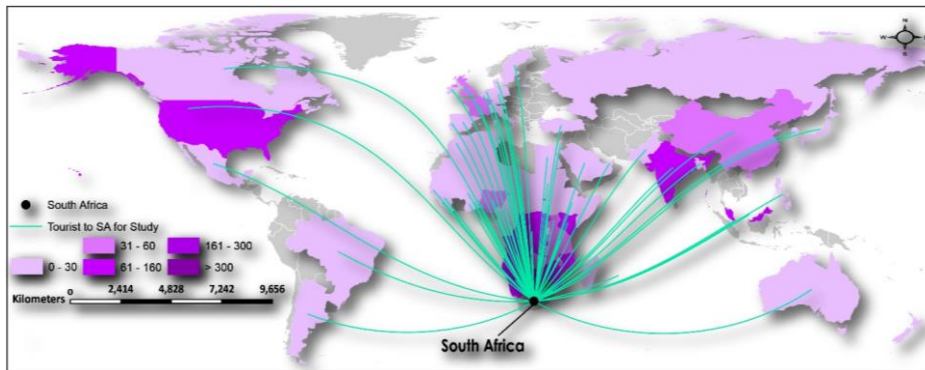 N
W
S
South Africa
Tourist to SA for Study
31 - 60
161 - 300
0 - 30
61 - 160
> 300
Kilometers
0
2,414
4,828
7,242
9,656
South Africa